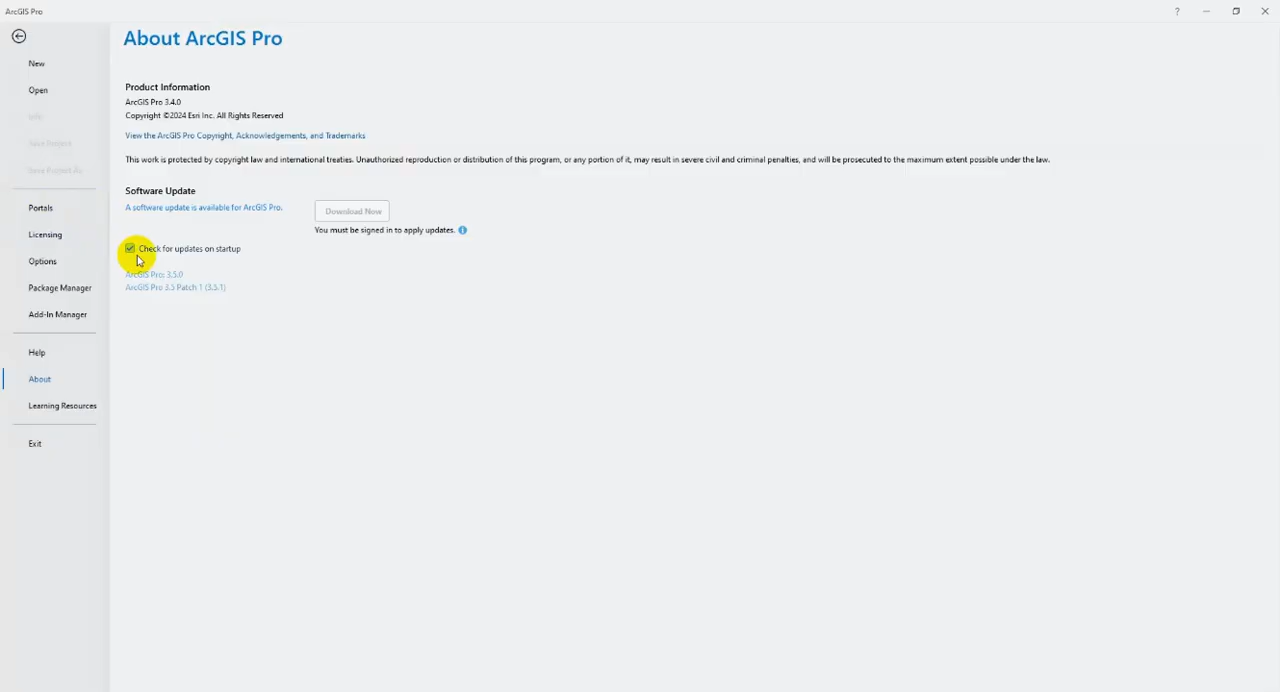 ArcGIS Pro
?
About ArcGIS Pro
New
Open
Info
Save Project
Save Project As
Portals
Licensing
Options
Package Manager
Add-In Manager
Help
About
Learning Resources
Exit
Product Information
ArcGIS Pro 3.4.0
Copyright ©2024 Esri Inc. All Rights Reserved
View the ArcGIS Pro Copyright, Acknowledgements, and Trademarks
This work is protected by copyright law and international treaties. Unauthorized reproduction or distribution of this program, or any portion of it, may result in severe civil and criminal penalties, and will be prosecuted to the maximum extent possible under the law.
Software Update
A software update is available for ArcGIS Pro.
Download Now
You must be signed in to apply updates.
Check for updates on startup
ArcGIS Pro: 3.5.0
ArcGIS Pro 3.5 Patch 1 (3.5.1)